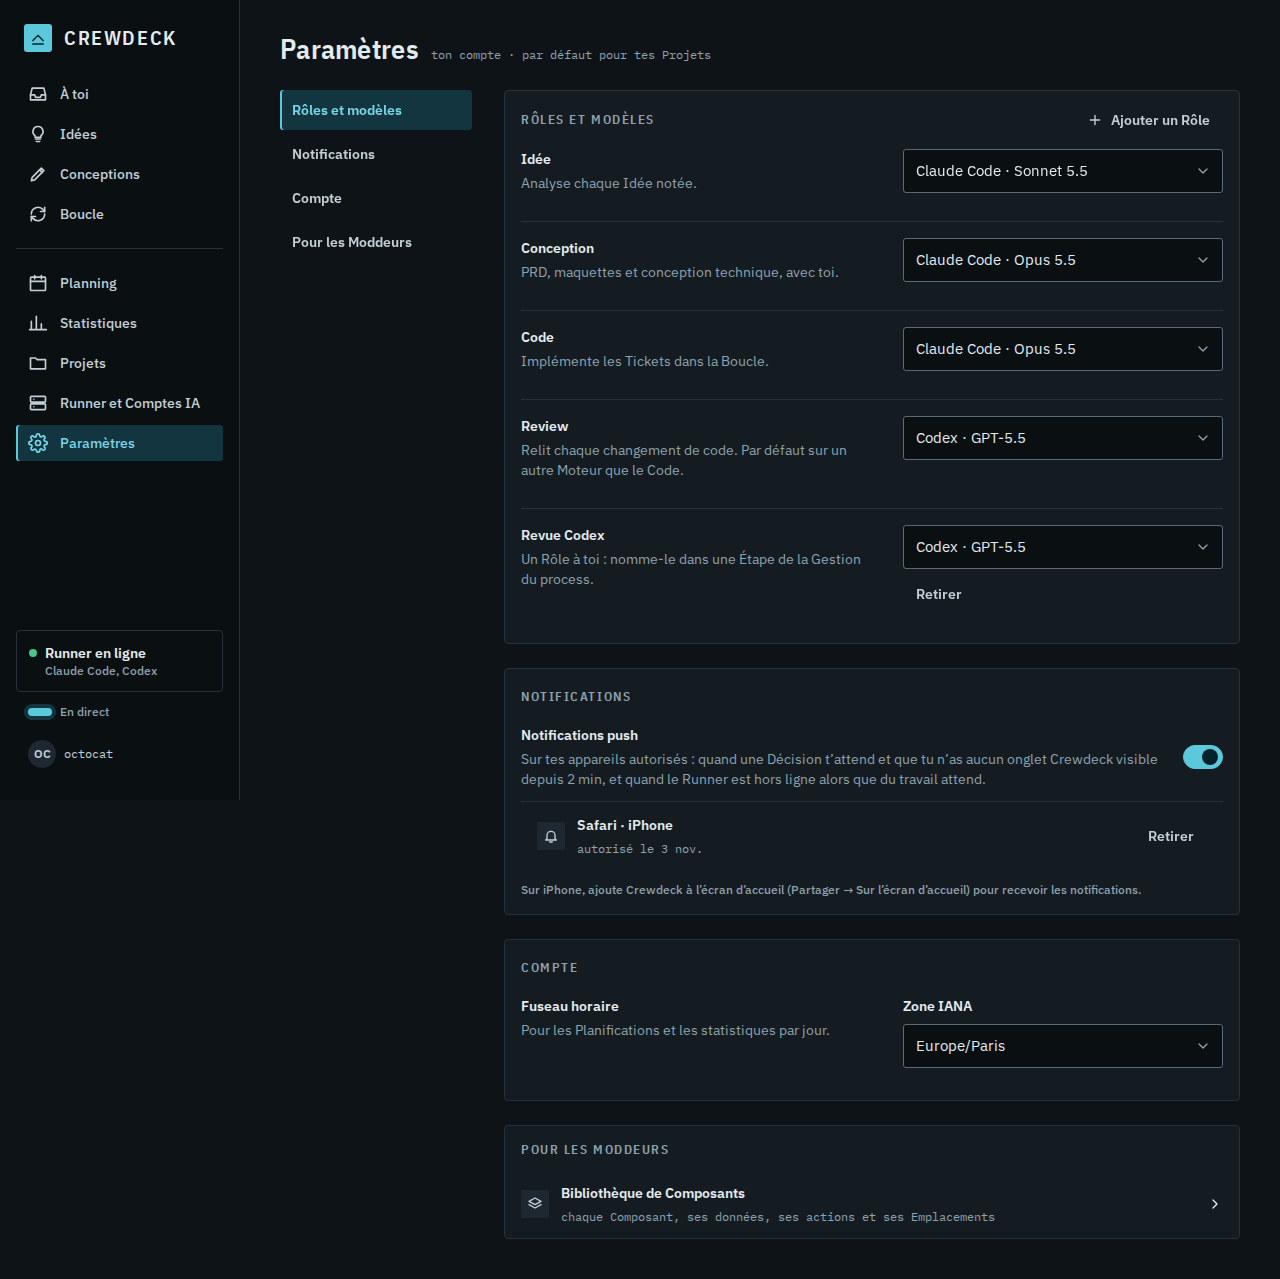 CREWDECK
À toi
Idées
Conceptions
Boucle
Planning
Statistiques
Projets
Runner et Comptes IA
Paramètres
Runner en ligne
Claude Code, Codex
En direct
OC octocat
Paramètres ton compte · par défaut pour tes Projets
Rôles et modèles
Notifications
Compte
Pour les Moddeurs
RÔLES ET MODÈLES
Ajouter un Rôle
Idée
Analyse chaque Idée notée.
Claude Code · Sonnet 5.5
Conception
PRD, maquettes et conception technique, avec toi.
Claude Code · Opus 5.5
Code
Implémente les Tickets dans la Boucle.
Claude Code · Opus 5.5
Review
Relit chaque changement de code. Par défaut sur un
autre Moteur que le Code.
Codex · GPT-5.5
Revue Codex
Un Rôle à toi : nomme-le dans une Étape de la Gestion
du process.
Codex · GPT-5.5
Retirer
NOTIFICATIONS
Notifications push
Sur tes appareils autorisés : quand une Décision t’attend et que tu n’as aucun onglet Crewdeck visible
depuis 2 min, et quand le Runner est hors ligne alors que du travail attend.
Safari · iPhone
autorisé le 3 nov.
Retirer
Sur iPhone, ajoute Crewdeck à l’écran d’accueil (Partager → Sur l’écran d’accueil) pour recevoir les notifications.
COMPTE
Fuseau horaire
Pour les Planifications et les statistiques par jour.
Zone IANA
Europe/Paris
POUR LES MODDEURS
Bibliothèque de Composants
chaque Composant, ses données, ses actions et ses Emplacements